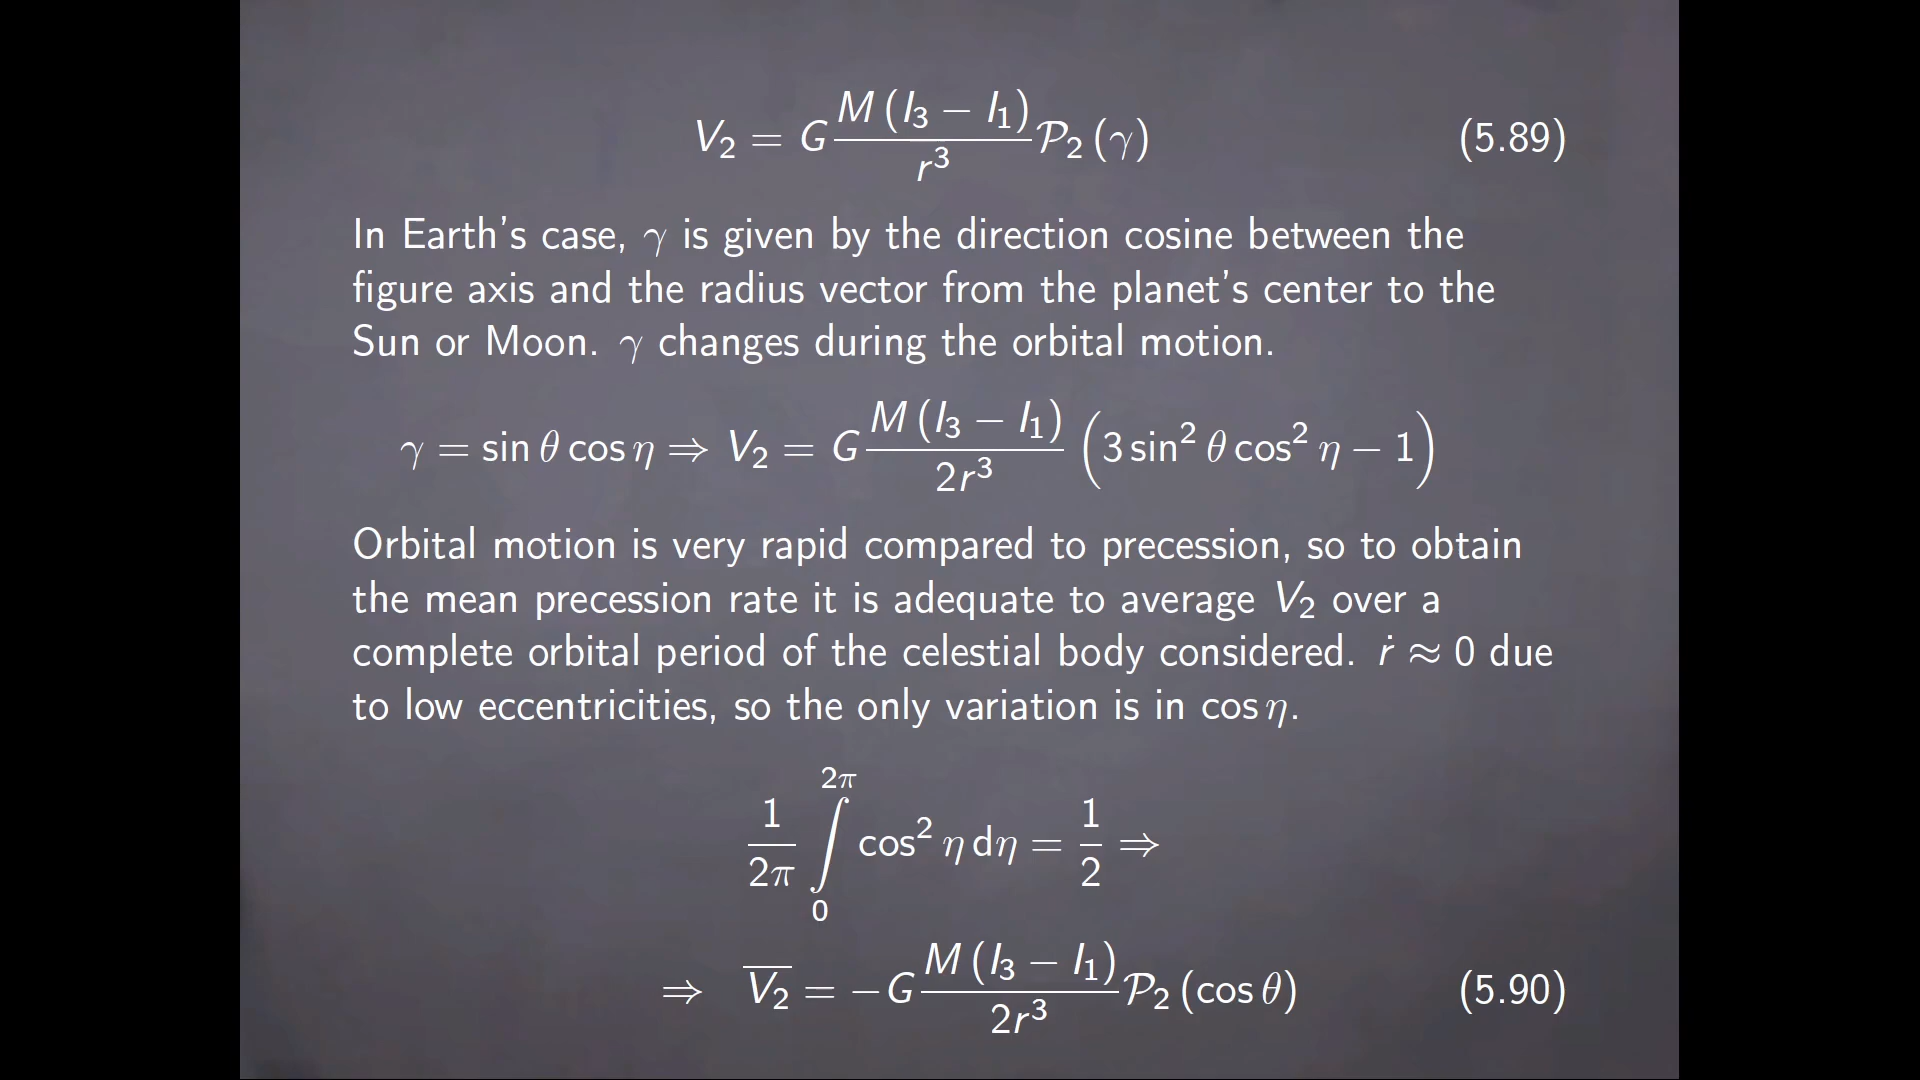 V₂ = G M (I₃ − I₁) / r³ 𝒫₂ (γ) (5.89)
In Earth's case, γ is given by the direction cosine between the
figure axis and the radius vector from the planet's center to the
Sun or Moon. γ changes during the orbital motion.
γ = sin θ cos η ⇒ V₂ = G M (I₃ − I₁) / 2r³ (3 sin² θ cos² η − 1)
Orbital motion is very rapid compared to precession, so to obtain
the mean precession rate it is adequate to average V₂ over a
complete orbital period of the celestial body considered. ṙ ≈ 0 due
to low eccentricities, so the only variation is in cos η.
1 / 2π ∫₀^2π cos² η dη = 1 / 2 ⇒
⇒ V̅₂ = −G M (I₃ − I₁) / 2r³ 𝒫₂ (cos θ) (5.90)